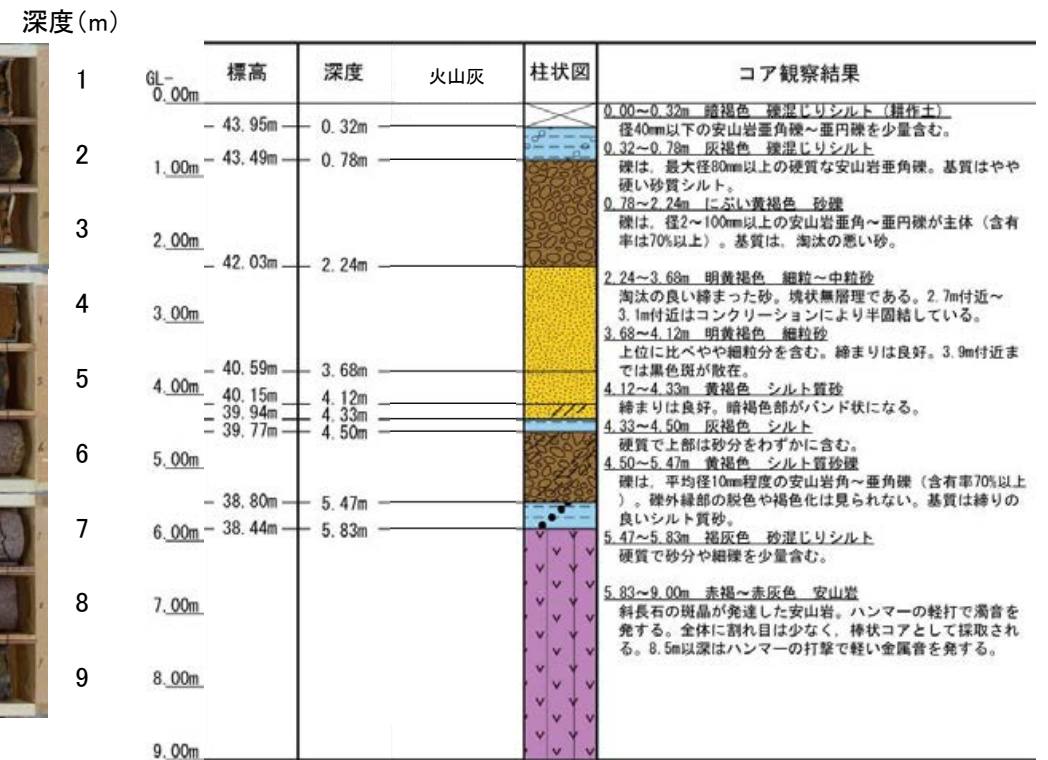 深度（m）
1
2
3
4
5
6
7
8
9
標高
深度
火山灰
柱状図
コア観察結果
GL-
0.00m
1.00m
2.00m
3.00m
4.00m
5.00m
6.00m
7.00m
8.00m
9.00m
43.95m
0.32m
43.49m
0.78m
42.03m
2.24m
40.59m
3.68m
40.15m
4.12m
39.94m
4.33m
39.77m
4.50m
38.80m
5.47m
38.44m
5.83m
0.00～0.32m 暗褐色 礫混じりシルト（耕作土）
径40mm以下の安山岩亜角礫～亜円礫を少量含む。
0.32～0.78m 灰褐色 礫混じりシルト
礫は，最大径80mm以上の硬質な安山岩亜角礫。基質はやや
硬い砂質シルト。
0.78～2.24m にぶい黄褐色 砂礫
礫は，径2～100mm以上の安山岩亜角～亜円礫が主体（含有
率は70%以上）。基質は，淘汰の悪い砂。
2.24～3.68m 明黄褐色 細粒～中粒砂
淘汰の良い締まった砂。塊状無層理である。2.7m付近～
3.1m付近はコンクリーションにより半固結している。
3.68～4.12m 明黄褐色 細粒砂
上位に比べやや細粒分を含む。締まりは良好。3.9m付近ま
では黒色斑が散在。
4.12～4.33m 黄褐色 シルト質砂
締まりは良好。暗褐色部がバンド状になる。
4.33～4.50m 灰褐色 シルト
硬質で上部は砂分をわずかに含む。
4.50～5.47m 黄褐色 シルト質砂礫
礫は，平均径10mm程度の安山岩角～亜角礫（含有率70%以上
）。礫外縁部の脱色や褐色化は見られない。基質は締りの
良いシルト質砂。
5.47～5.83m 褐灰色 砂混じりシルト
硬質で砂分や細礫を少量含む。
5.83～9.00m 赤褐～赤灰色 安山岩
斜長石の斑晶が発達した安山岩。ハンマーの軽打で濁音を
発する。全体に割れ目は少なく，棒状コアとして採取され
る。8.5m以深はハンマーの打撃で軽い金属音を発する。